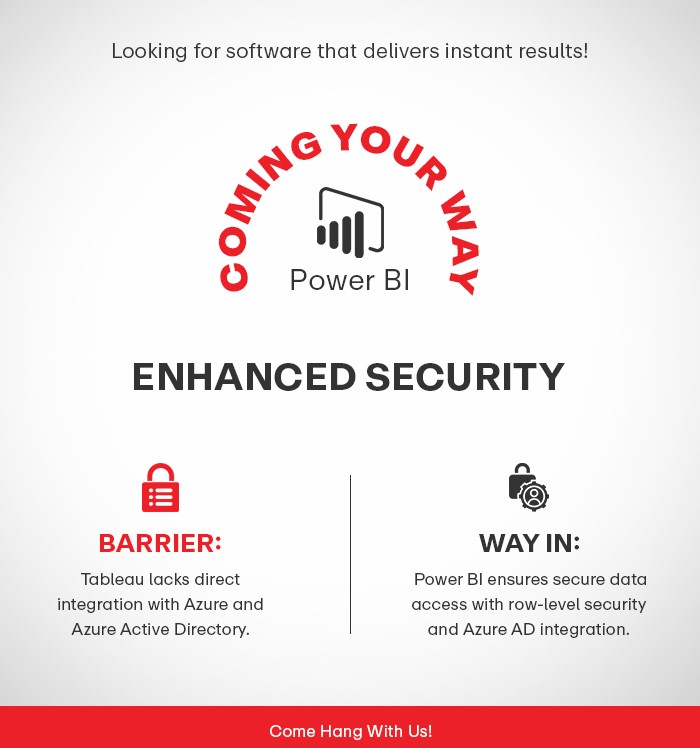 Looking for software that delivers instant results!
COMING YOUR WAY
Power BI
ENHANCED SECURITY
BARRIER:
Tableau lacks direct
integration with Azure and
Azure Active Directory.
WAY IN:
Power BI ensures secure data
access with row-level security
and Azure AD integration.
Come Hang With Us!